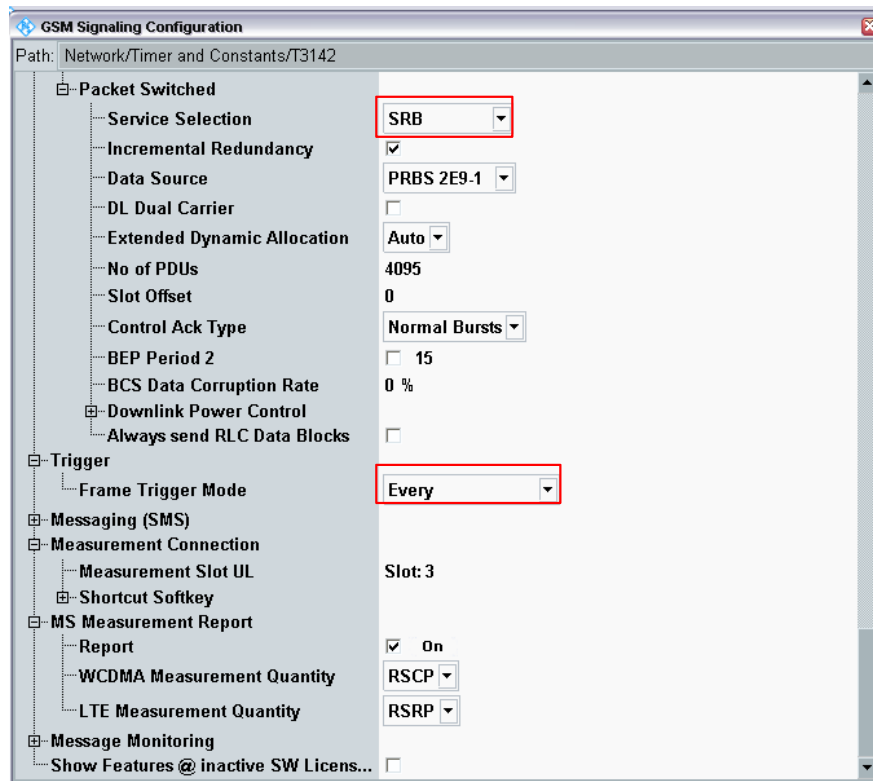 GSM Signaling Configuration
Path: Network/Timer and Constants/T3142
Packet Switched
Service Selection SRB
Incremental Redundancy
Data Source PRBS 2E9-1
DL Dual Carrier
Extended Dynamic Allocation Auto
No of PDUs 4095
Slot Offset 0
Control Ack Type Normal Bursts
BEP Period 2 15
BCS Data Corruption Rate 0 %
Downlink Power Control
Always send RLC Data Blocks
Trigger
Frame Trigger Mode Every
Messaging (SMS)
Measurement Connection
Measurement Slot UL Slot: 3
Shortcut Softkey
MS Measurement Report
Report On
WCDMA Measurement Quantity RSCP
LTE Measurement Quantity RSRP
Message Monitoring
Show Features @ inactive SW Licens...